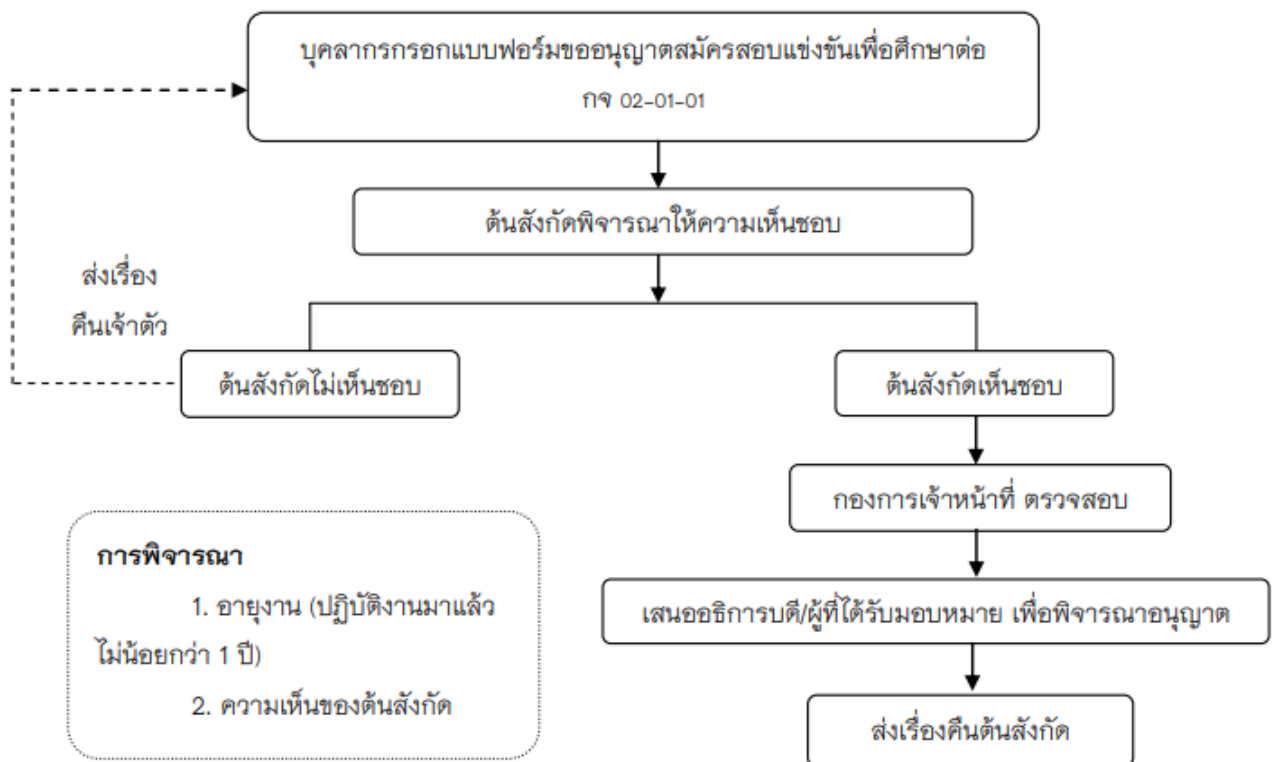 บุคลากรกรอกแบบฟอร์มขออนุญาตสมัครสอบแข่งขันเพื่อศึกษาต่อ
กจ 02-01-01
ต้นสังกัดพิจารณาให้ความเห็นชอบ
ส่งเรื่อง
คืนเจ้าตัว
ต้นสังกัดไม่เห็นชอบ
ต้นสังกัดเห็นชอบ
กองการเจ้าหน้าที่ ตรวจสอบ
การพิจารณา
1. อายุงาน (ปฏิบัติงานมาแล้ว
ไม่น้อยกว่า 1 ปี)
2. ความเห็นของต้นสังกัด
เสนออธิการบดี/ผู้ที่ได้รับมอบหมาย เพื่อพิจารณาอนุญาต
ส่งเรื่องคืนต้นสังกัด